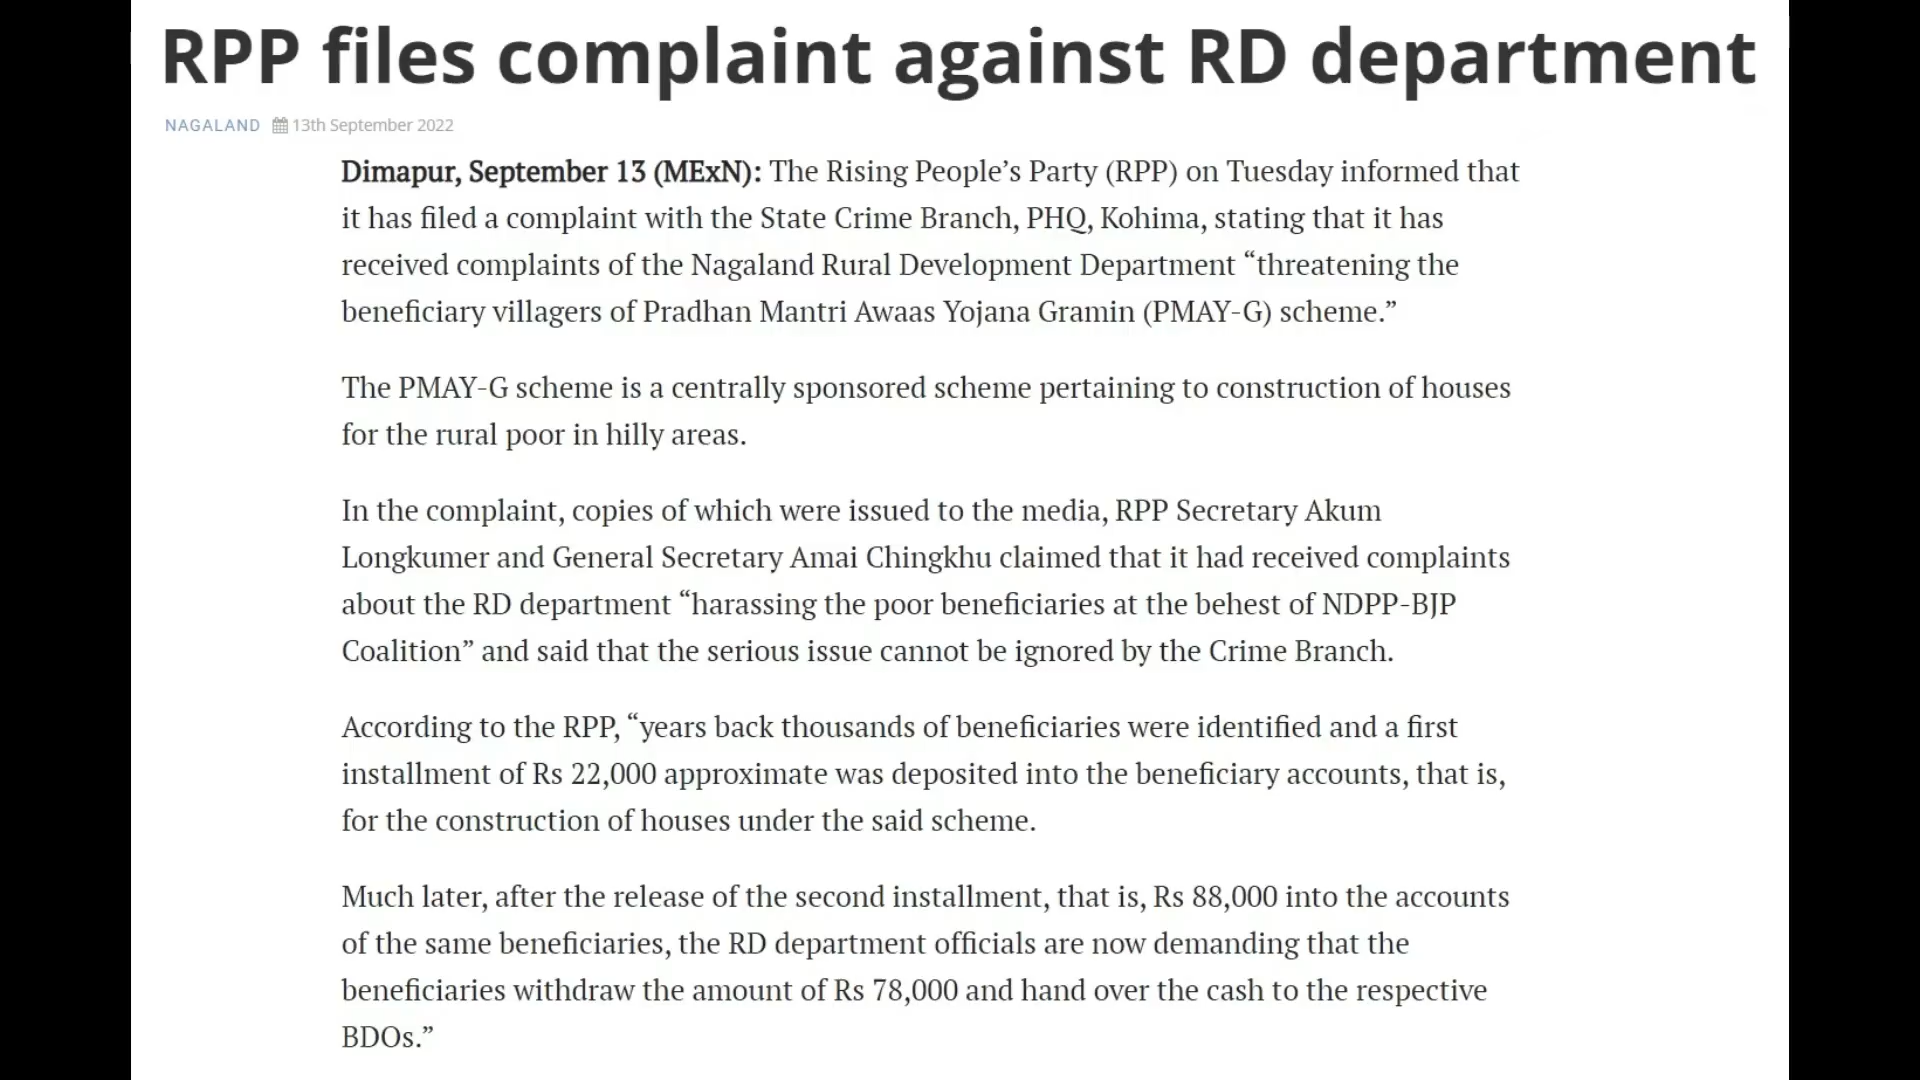 RPP files complaint against RD department
NAGALAND 13th September 2022
Dimapur, September 13 (MExN): The Rising People’s Party (RPP) on Tuesday informed that
it has filed a complaint with the State Crime Branch, PHQ, Kohima, stating that it has
received complaints of the Nagaland Rural Development Department “threatening the
beneficiary villagers of Pradhan Mantri Awaas Yojana Gramin (PMAY-G) scheme.”
The PMAY-G scheme is a centrally sponsored scheme pertaining to construction of houses
for the rural poor in hilly areas.
In the complaint, copies of which were issued to the media, RPP Secretary Akum
Longkumer and General Secretary Amai Chingkhu claimed that it had received complaints
about the RD department “harassing the poor beneficiaries at the behest of NDPP-BJP
Coalition” and said that the serious issue cannot be ignored by the Crime Branch.
According to the RPP, “years back thousands of beneficiaries were identified and a first
installment of Rs 22,000 approximate was deposited into the beneficiary accounts, that is,
for the construction of houses under the said scheme.
Much later, after the release of the second installment, that is, Rs 88,000 into the accounts
of the same beneficiaries, the RD department officials are now demanding that the
beneficiaries withdraw the amount of Rs 78,000 and hand over the cash to the respective
BDOs.”